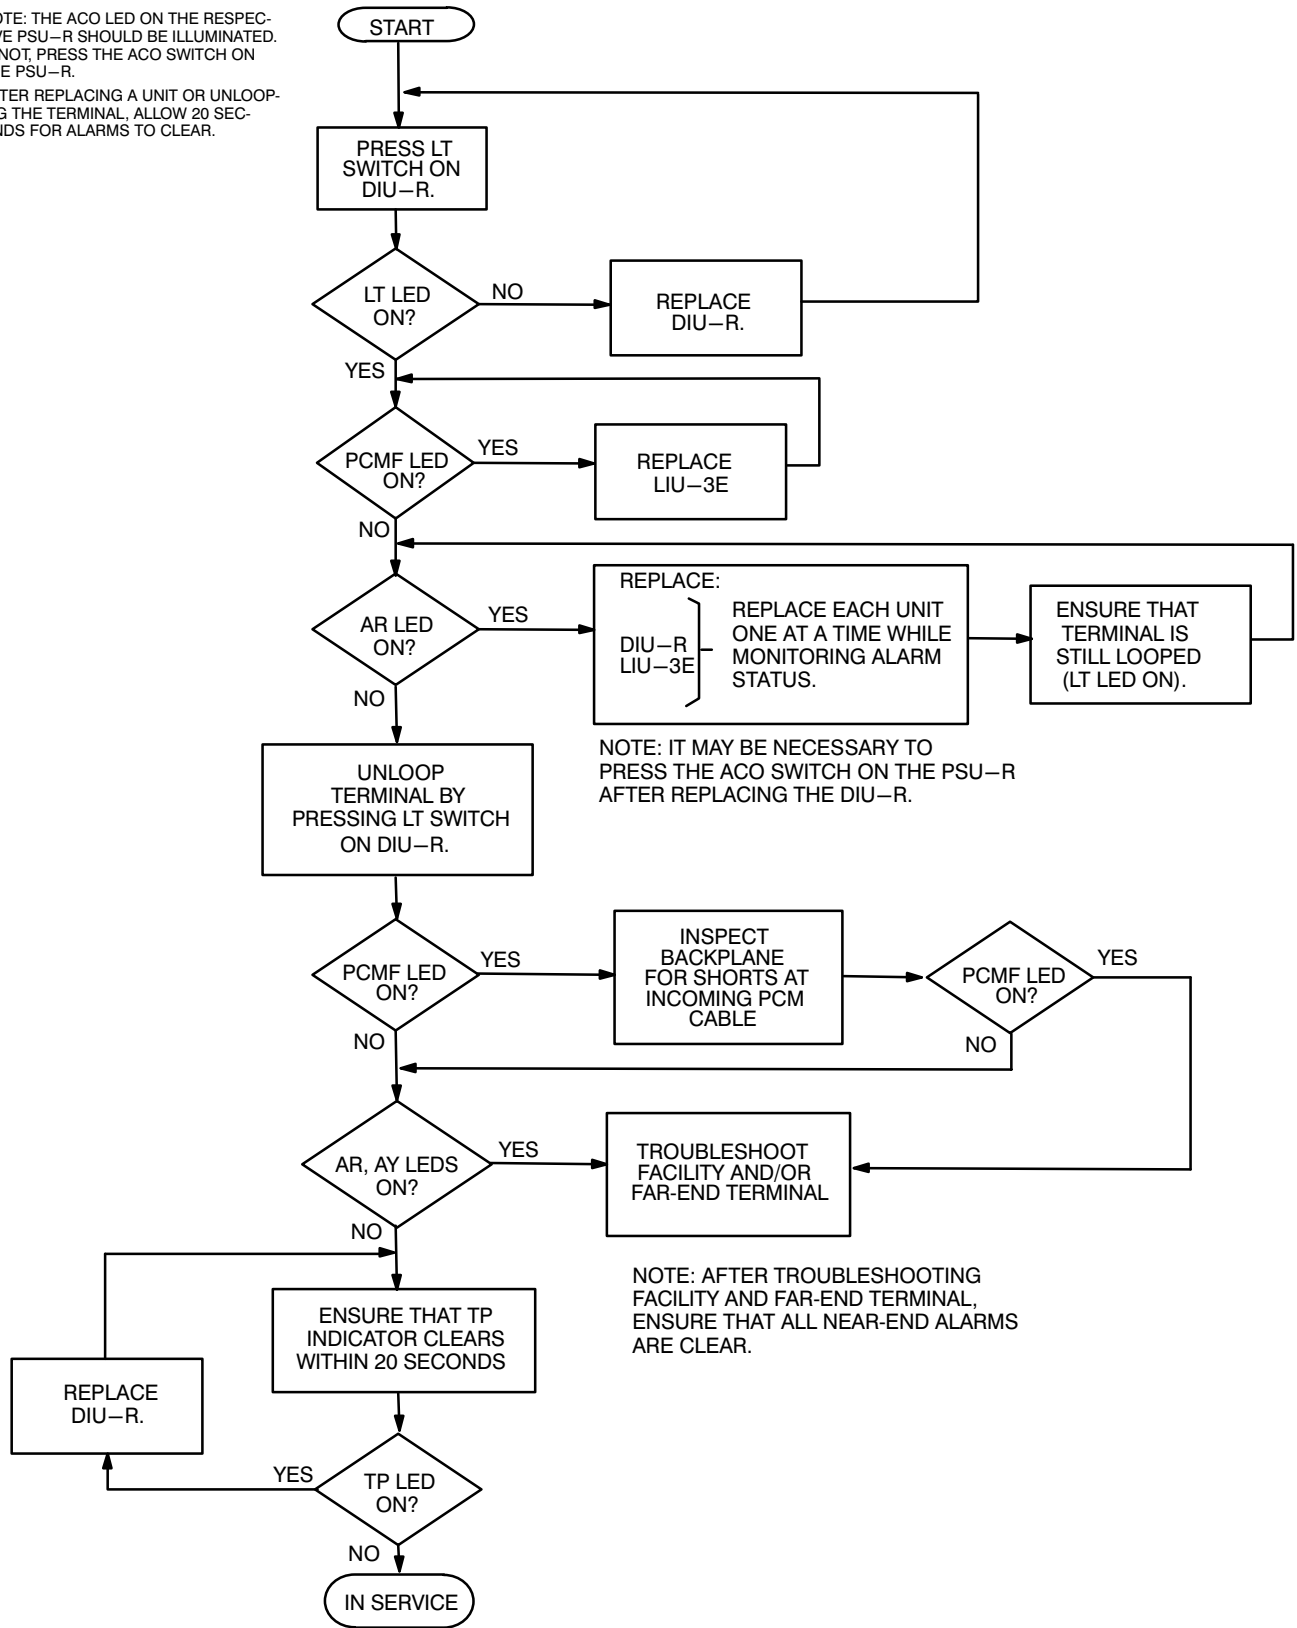 OTE: THE ACO LED ON THE RESPEC-
VE PSU—R SHOULD BE ILLUMINATED.
NOT, PRESS THE ACO SWITCH ON
E PSU—R.
TER REPLACING A UNIT OR UNLOOP-
G THE TERMINAL, ALLOW 20 SEC-
NDS FOR ALARMS TO CLEAR.
START
PRESS LT
SWITCH ON
DIU—R.
LT LED
ON?
NO
REPLACE
DIU—R.
YES
PCMF LED
ON?
YES
REPLACE
LIU—3E
NO
AR LED
ON?
YES
REPLACE:
DIU—R
LIU—3E
REPLACE EACH UNIT
ONE AT A TIME WHILE
MONITORING ALARM
STATUS.
ENSURE THAT
TERMINAL IS
STILL LOOPED
(LT LED ON).
NO
NOTE: IT MAY BE NECESSARY TO
PRESS THE ACO SWITCH ON THE PSU—R
AFTER REPLACING THE DIU—R.
UNLOOP
TERMINAL BY
PRESSING LT SWITCH
ON DIU—R.
PCMF LED
ON?
YES
INSPECT
BACKPLANE
FOR SHORTS AT
INCOMING PCM
CABLE
PCMF LED
ON?
YES
NO
NO
AR, AY LEDS
ON?
YES
TROUBLESHOOT
FACILITY AND/OR
FAR-END TERMINAL
NO
NOTE: AFTER TROUBLESHOOTING
FACILITY AND FAR-END TERMINAL,
ENSURE THAT ALL NEAR-END ALARMS
ARE CLEAR.
ENSURE THAT TP
INDICATOR CLEARS
WITHIN 20 SECONDS
REPLACE
DIU—R.
YES
TP LED
ON?
NO
IN SERVICE